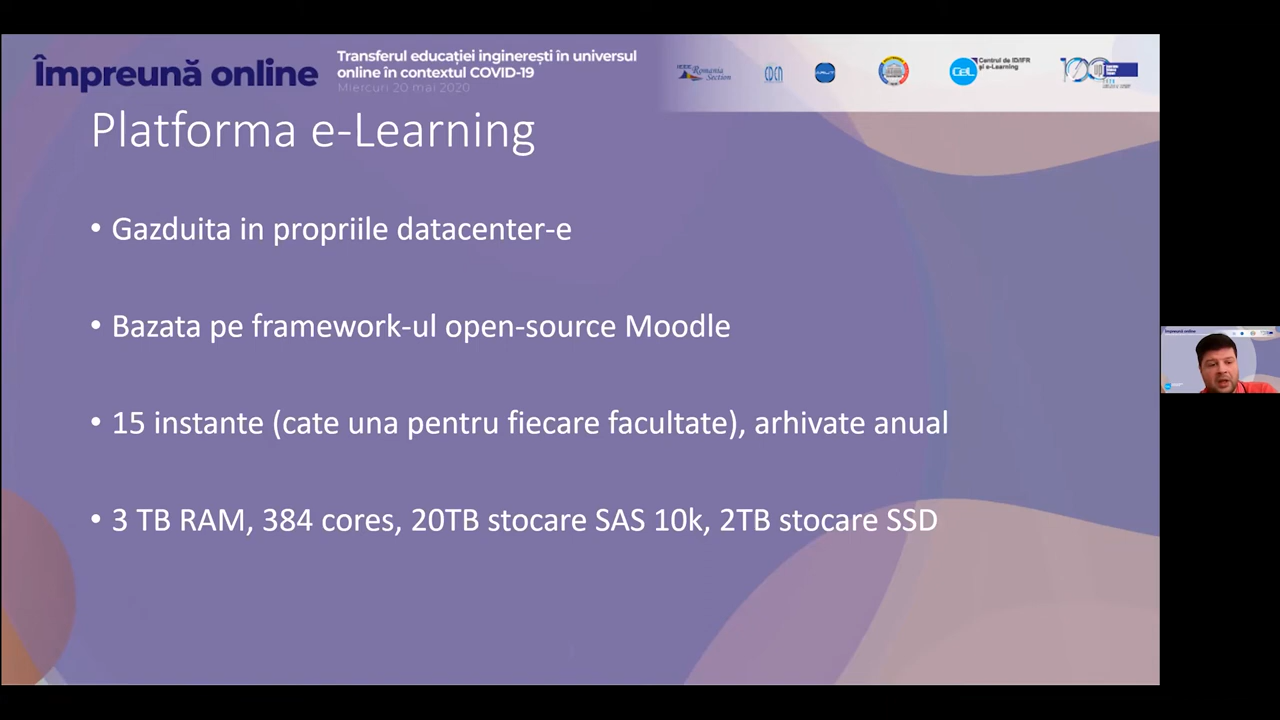 Împreună online
Transferul educației inginerești în universul
online în contextul COVID-19
Miercuri 20 mai 2020
Romania
Section
Centrul de ID/IFR
și e-Learning
Platforma e-Learning
• Gazduita in propriile datacenter-e
• Bazata pe framework-ul open-source Moodle
• 15 instante (cate una pentru fiecare facultate), arhivate anual
• 3 TB RAM, 384 cores, 20TB stocare SAS 10k, 2TB stocare SSD